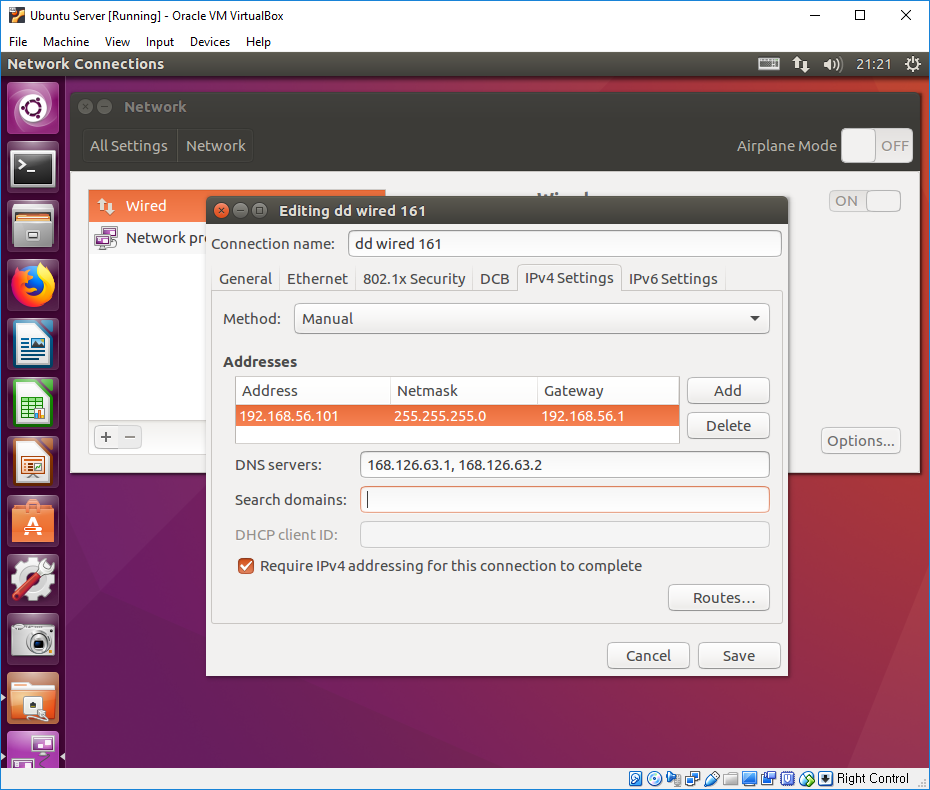 Ubuntu Server [Running] - Oracle VM VirtualBox
File Machine View Input Devices Help
Network Connections 21:21
Network
All Settings Network Airplane Mode OFF
Wired
ON
Editing dd wired 161
Network
Connection name: dd wired 161
General Ethernet 802.1x Security DCB IPv4 Settings IPv6 Settings
Method: Manual
Addresses
Address Netmask Gateway Add
192.168.56.101 255.255.255.0 192.168.56.1
Delete
Options...
DNS servers: 168.126.63.1, 168.126.63.2
Search domains:
DHCP client ID:
Require IPv4 addressing for this connection to complete
Routes...
Cancel Save
Right Control